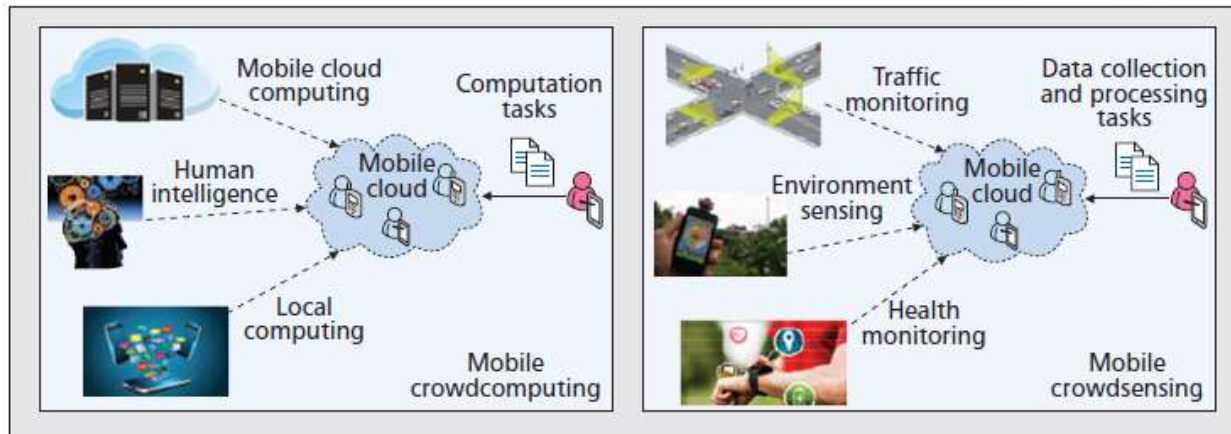 Mobile cloud
computing
Computation
tasks
Human
intelligence
Mobile
cloud
Local
computing
Mobile
crowdcomputing
Traffic
monitoring
Data collection
and processing
tasks
Environment
sensing
Mobile
cloud
Health
monitoring
Mobile
crowdsensing